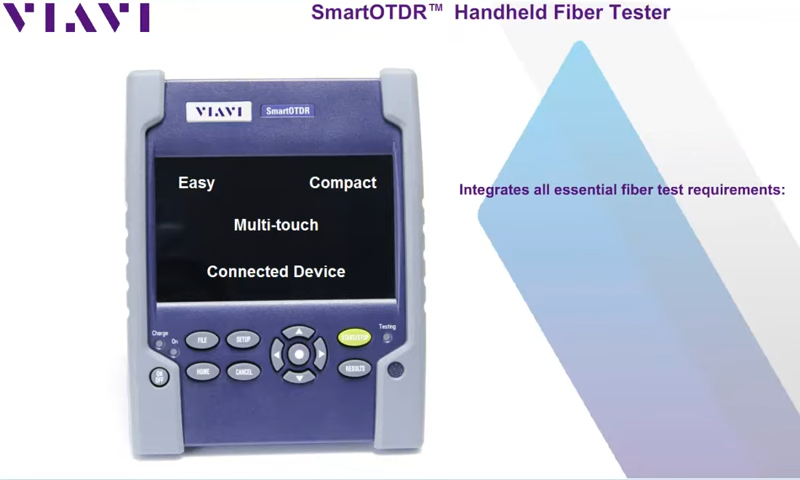 VIAVI
SmartOTDR™ Handheld Fiber Tester
VIAVI SmartOTDR
Easy Compact
Multi-touch
Connected Device
Integrates all essential fiber test requirements:
Charge
On
Testing
FILE SETUP START/STOP
HOME CANCEL RESULTS
ON
OFF